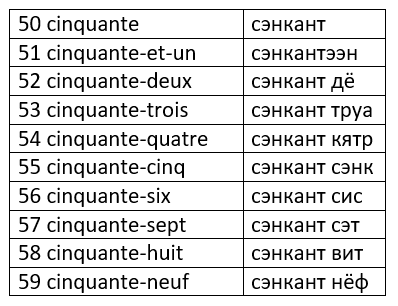 50 cinquante сэнкант
51 cinquante-et-un сэнкантээн
52 cinquante-deux сэнкант дё
53 cinquante-trois сэнкант труа
54 cinquante-quatre сэнкант кятр
55 cinquante-cinq сэнкант сэнк
56 cinquante-six сэнкант сис
57 cinquante-sept сэнкант сэт
58 cinquante-huit сэнкант вит
59 cinquante-neuf сэнкант нёф